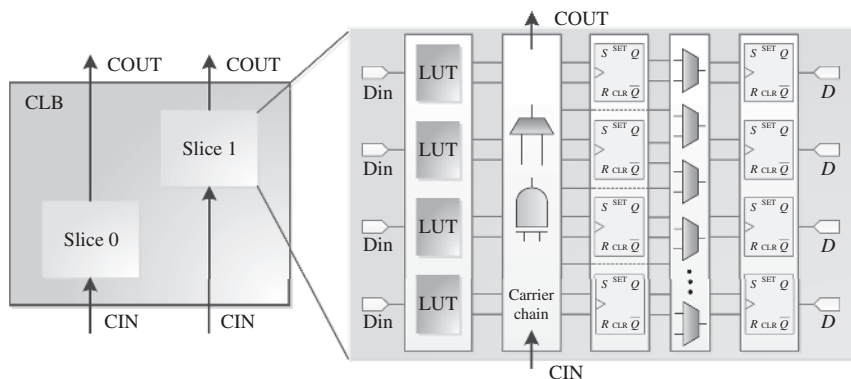 COUT
COUT
CLB
Slice 1
Slice 0
CIN
CIN
COUT
LUT
Din
LUT
Din
LUT
Din
LUT
Din
Carrier
chain
CIN
S SET Q
R CLR Q̅
S SET Q
R CLR Q̅
S SET Q
R CLR Q̅
S SET Q
R CLR Q̅
S SET Q
R CLR Q̅
S SET Q
R CLR Q̅
S SET Q
R CLR Q̅
S SET Q
R CLR Q̅
D
D
D
D